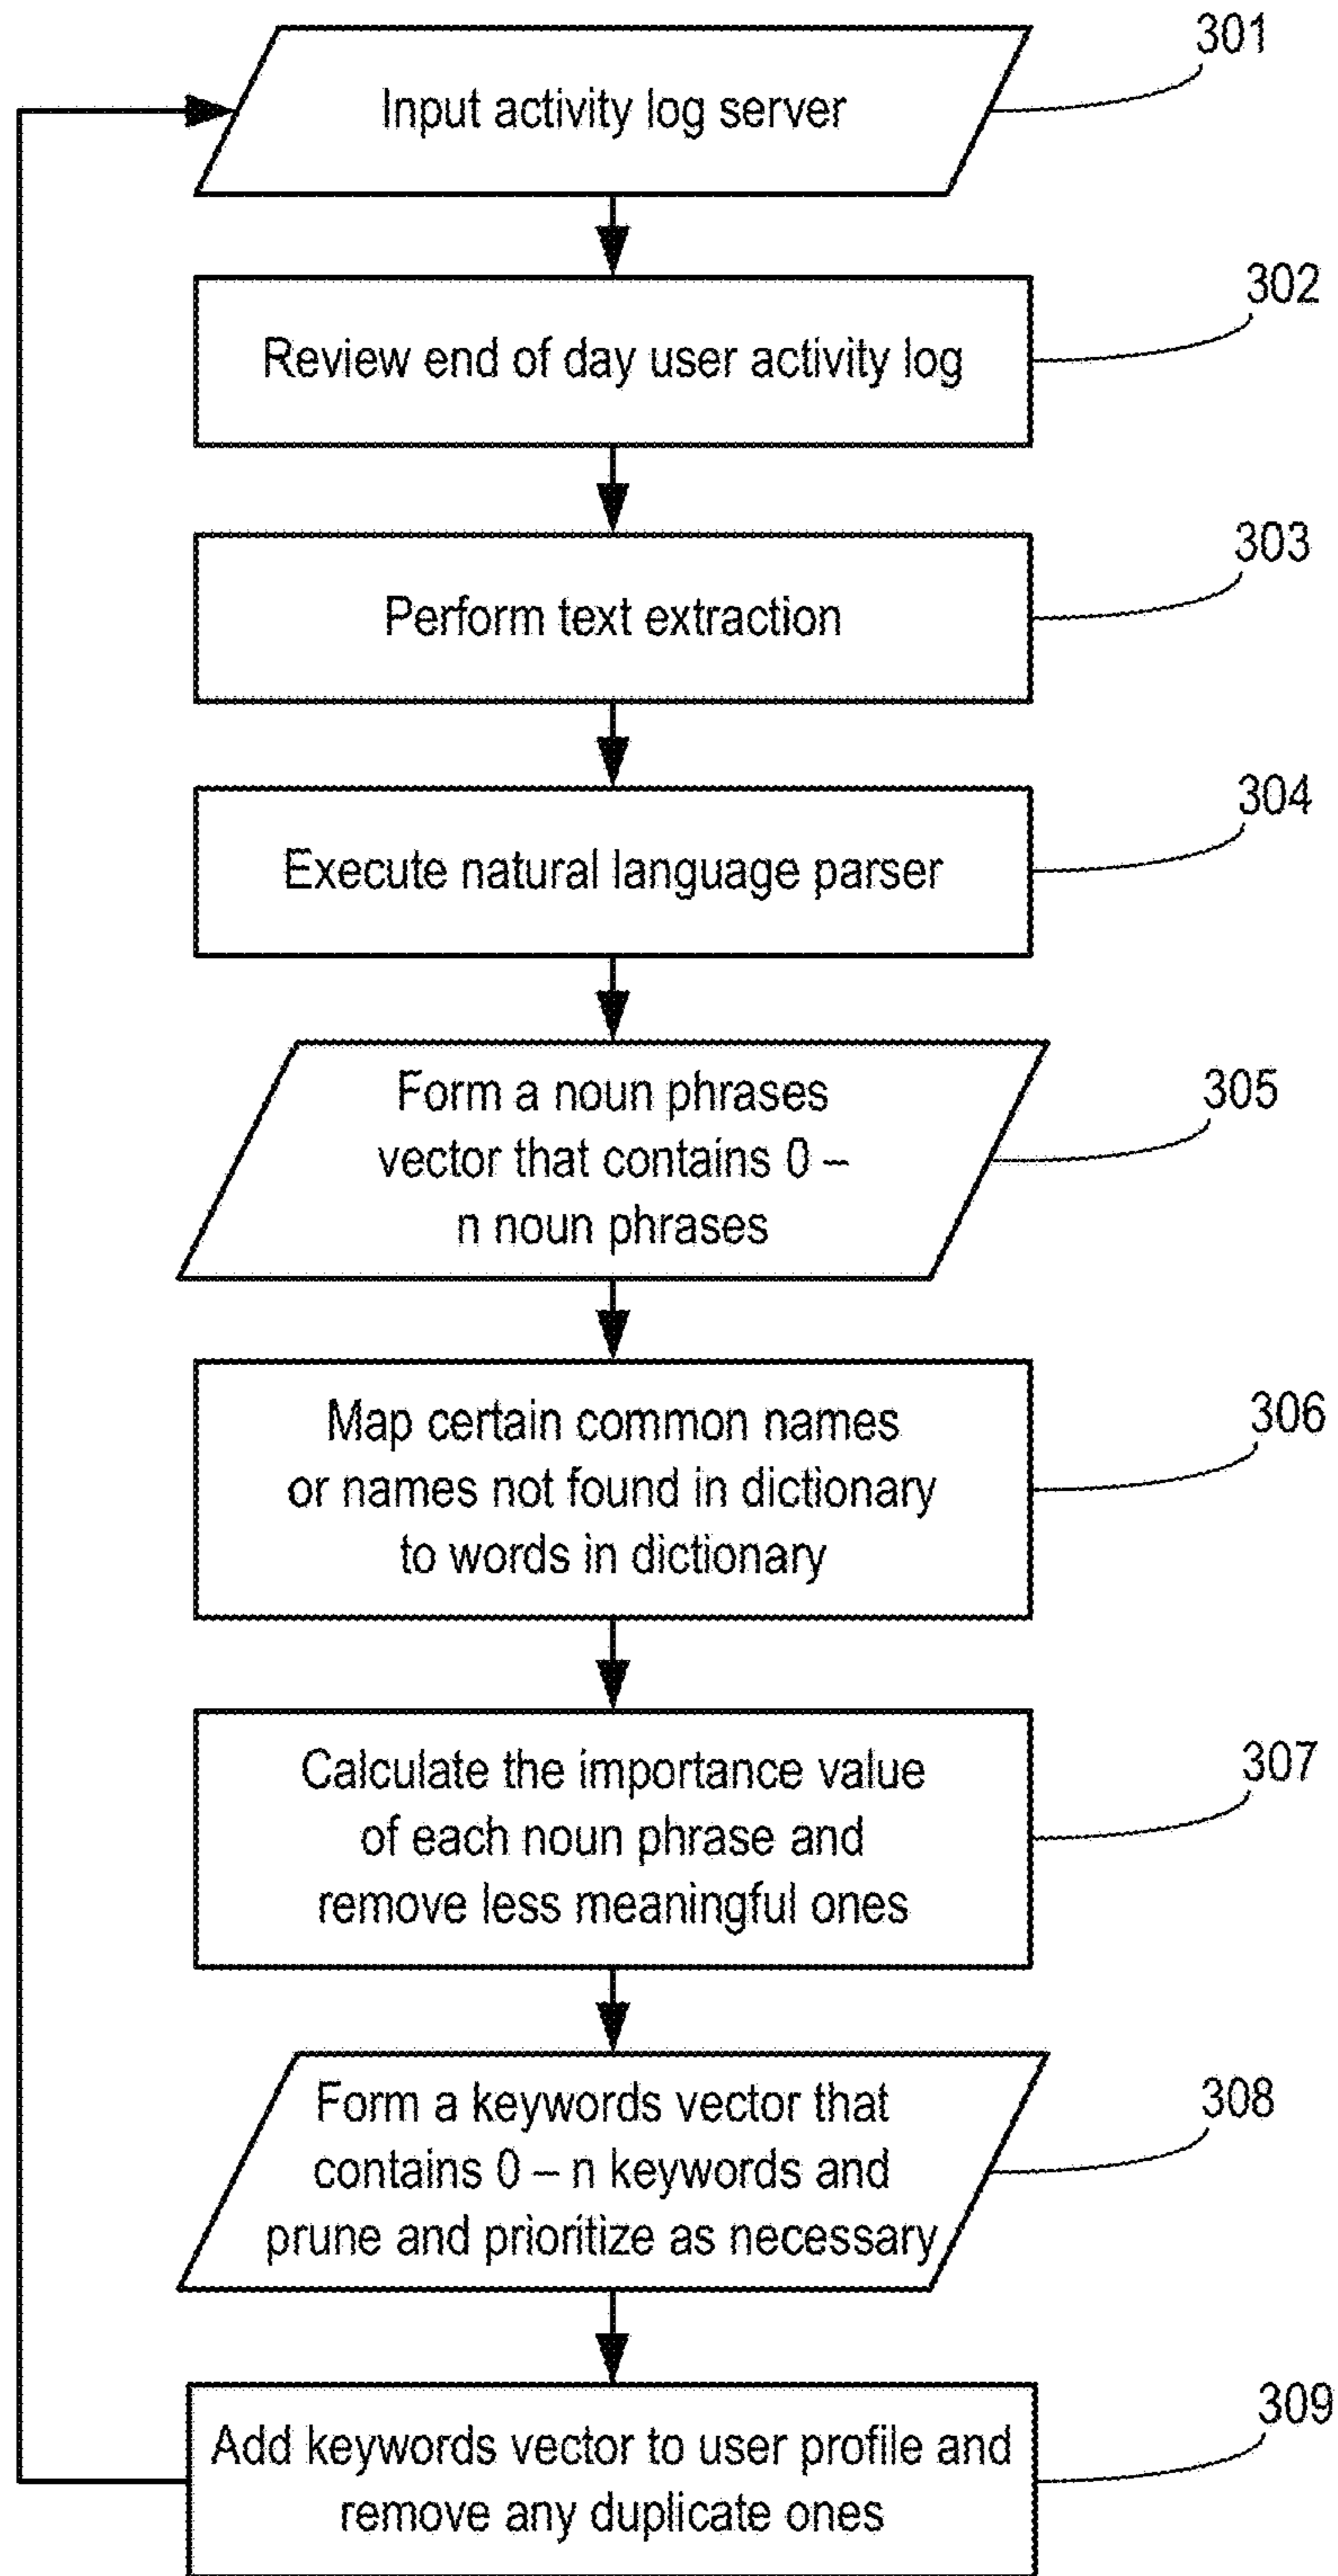 301
Input activity log server
302
Review end of day user activity log
303
Perform text extraction
304
Execute natural language parser
305
Form a noun phrases
vector that contains 0 –
n noun phrases
306
Map certain common names
or names not found in dictionary
to words in dictionary
307
Calculate the importance value
of each noun phrase and
remove less meaningful ones
308
Form a keywords vector that
contains 0 – n keywords and
prune and prioritize as necessary
309
Add keywords vector to user profile and
remove any duplicate ones